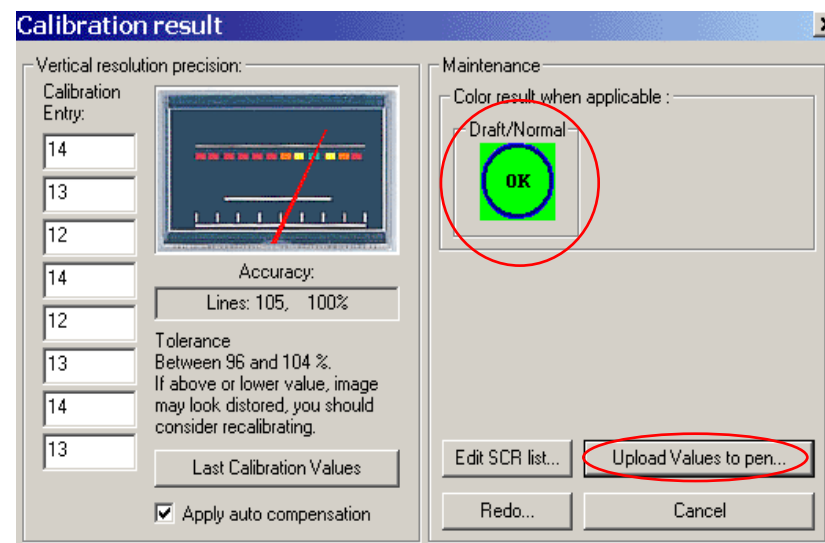 Calibration result
Vertical resolution precision:
Calibration
Entry:
14
13
12
14
12
13
14
13
Accuracy:
Lines: 105, 100%
Tolerance
Between 96 and 104 %.
If above or lower value, image
may look distored, you should
consider recalibrating.
Last Calibration Values
Apply auto compensation
Maintenance
Color result when applicable :
Draft/Normal
OK
Edit SCR list...
Upload Values to pen...
Redo...
Cancel